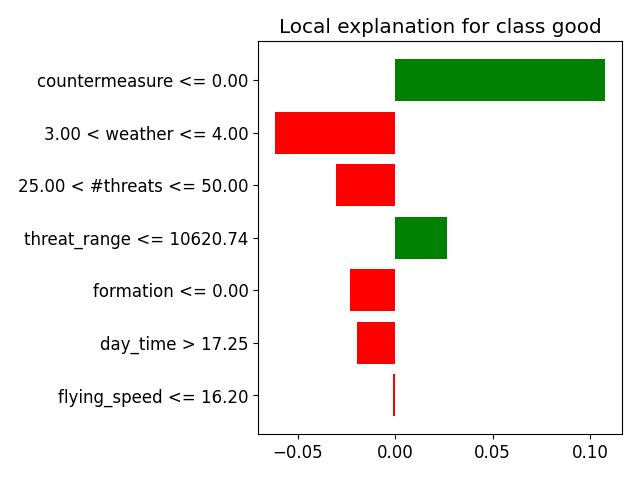 Local explanation for class good
countermeasure <= 0.00
3.00 < weather <= 4.00
25.00 < #threats <= 50.00
threat_range <= 10620.74
formation <= 0.00
day_time > 17.25
flying_speed <= 16.20
−0.05 0.00 0.05 0.10